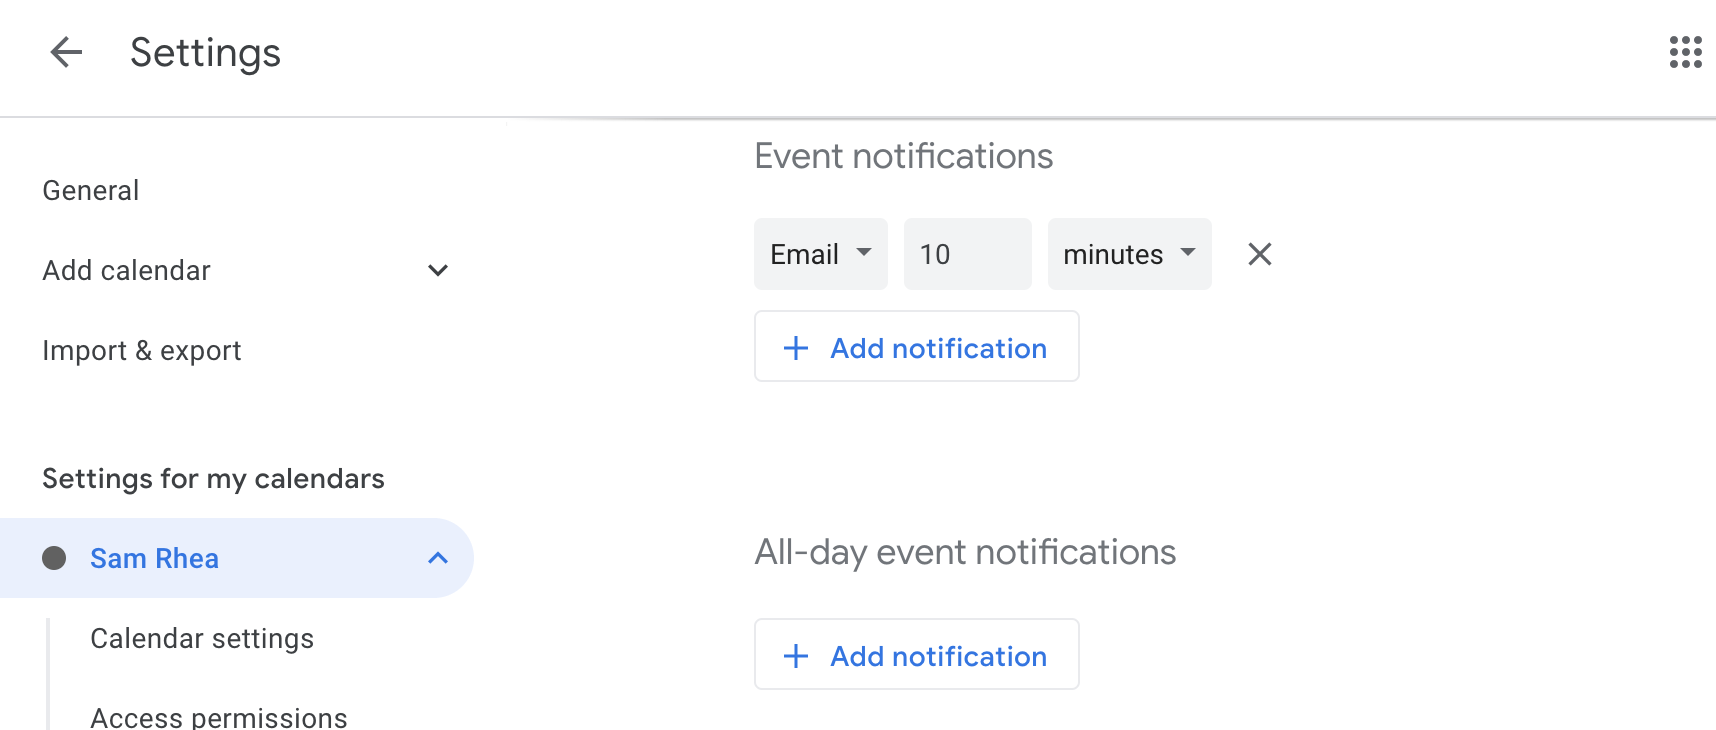 Settings
General
Add calendar
Import & export
Settings for my calendars
Sam Rhea
Calendar settings
Access permissions
Event notifications
Email 10 minutes
Add notification
All-day event notifications
Add notification